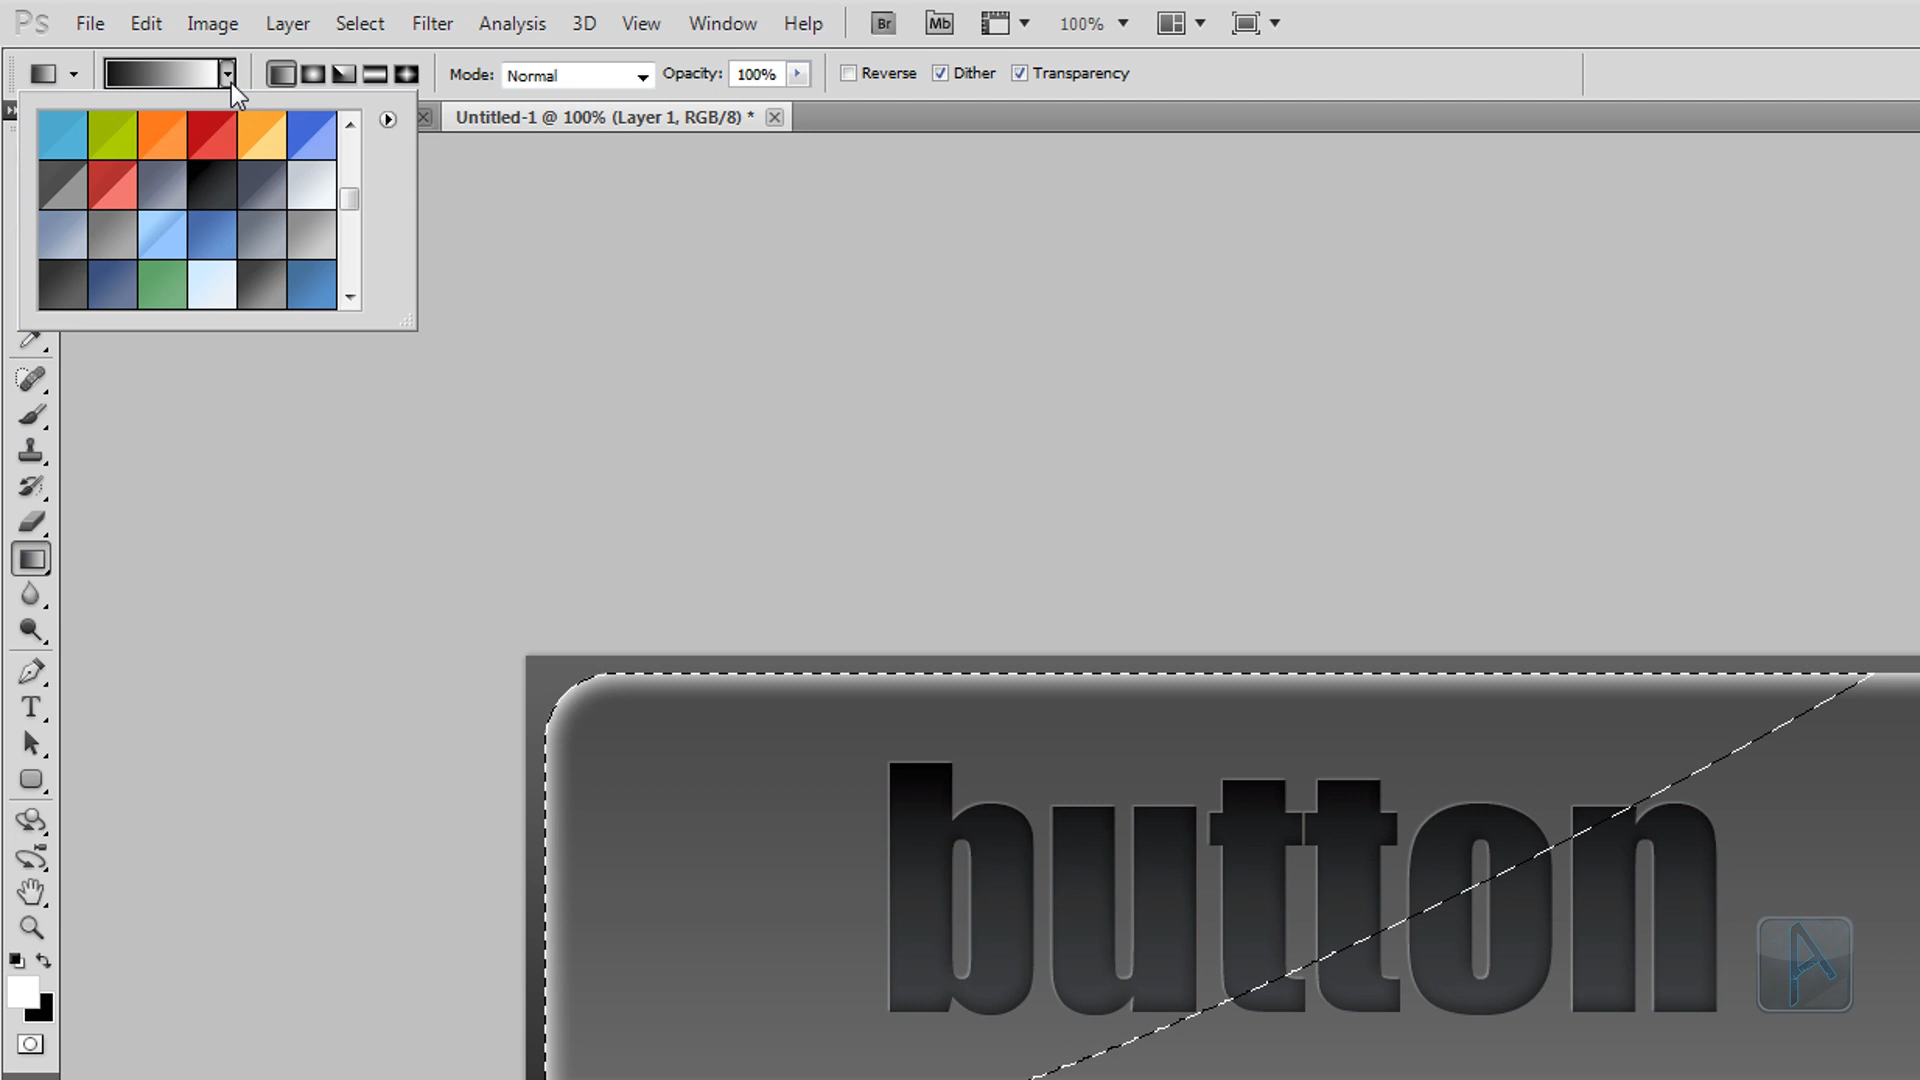 Ps File Edit Image Layer Select Filter Analysis 3D View Window Help Br Mb 100%
Mode: Normal Opacity: 100% Reverse Dither Transparency
Untitled-1 @ 100% (Layer 1, RGB/8) *
T
button
A